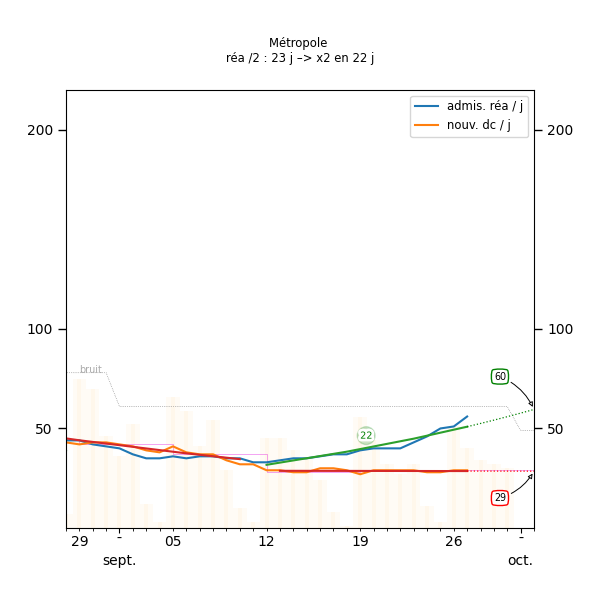 Métropole
réa /2 : 23 j –> x2 en 22 j
admis. réa / j
nouv. dc / j
200
200
100
100
bruit
60
50
22
50
29
29
05
12
19
26
sept.
oct.